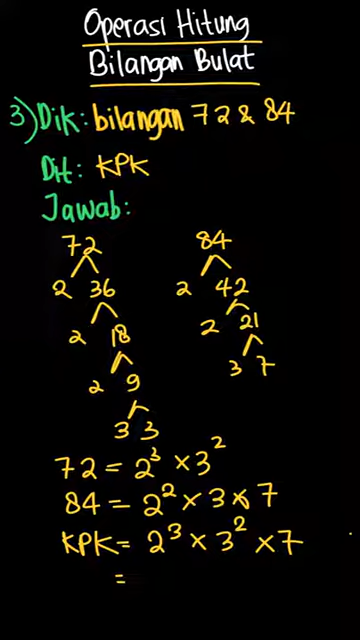 Operasi Hitung
Bilangan Bulat
3) Dik: bilangan 72 & 84
Dit: KPK
Jawab:
72 84
2 36 2 42
2 18 2 21
2 9 3 7
3 3
72 = 2³ × 3²
84 = 2² × 3 × 7
KPK = 2³ × 3² × 7
=